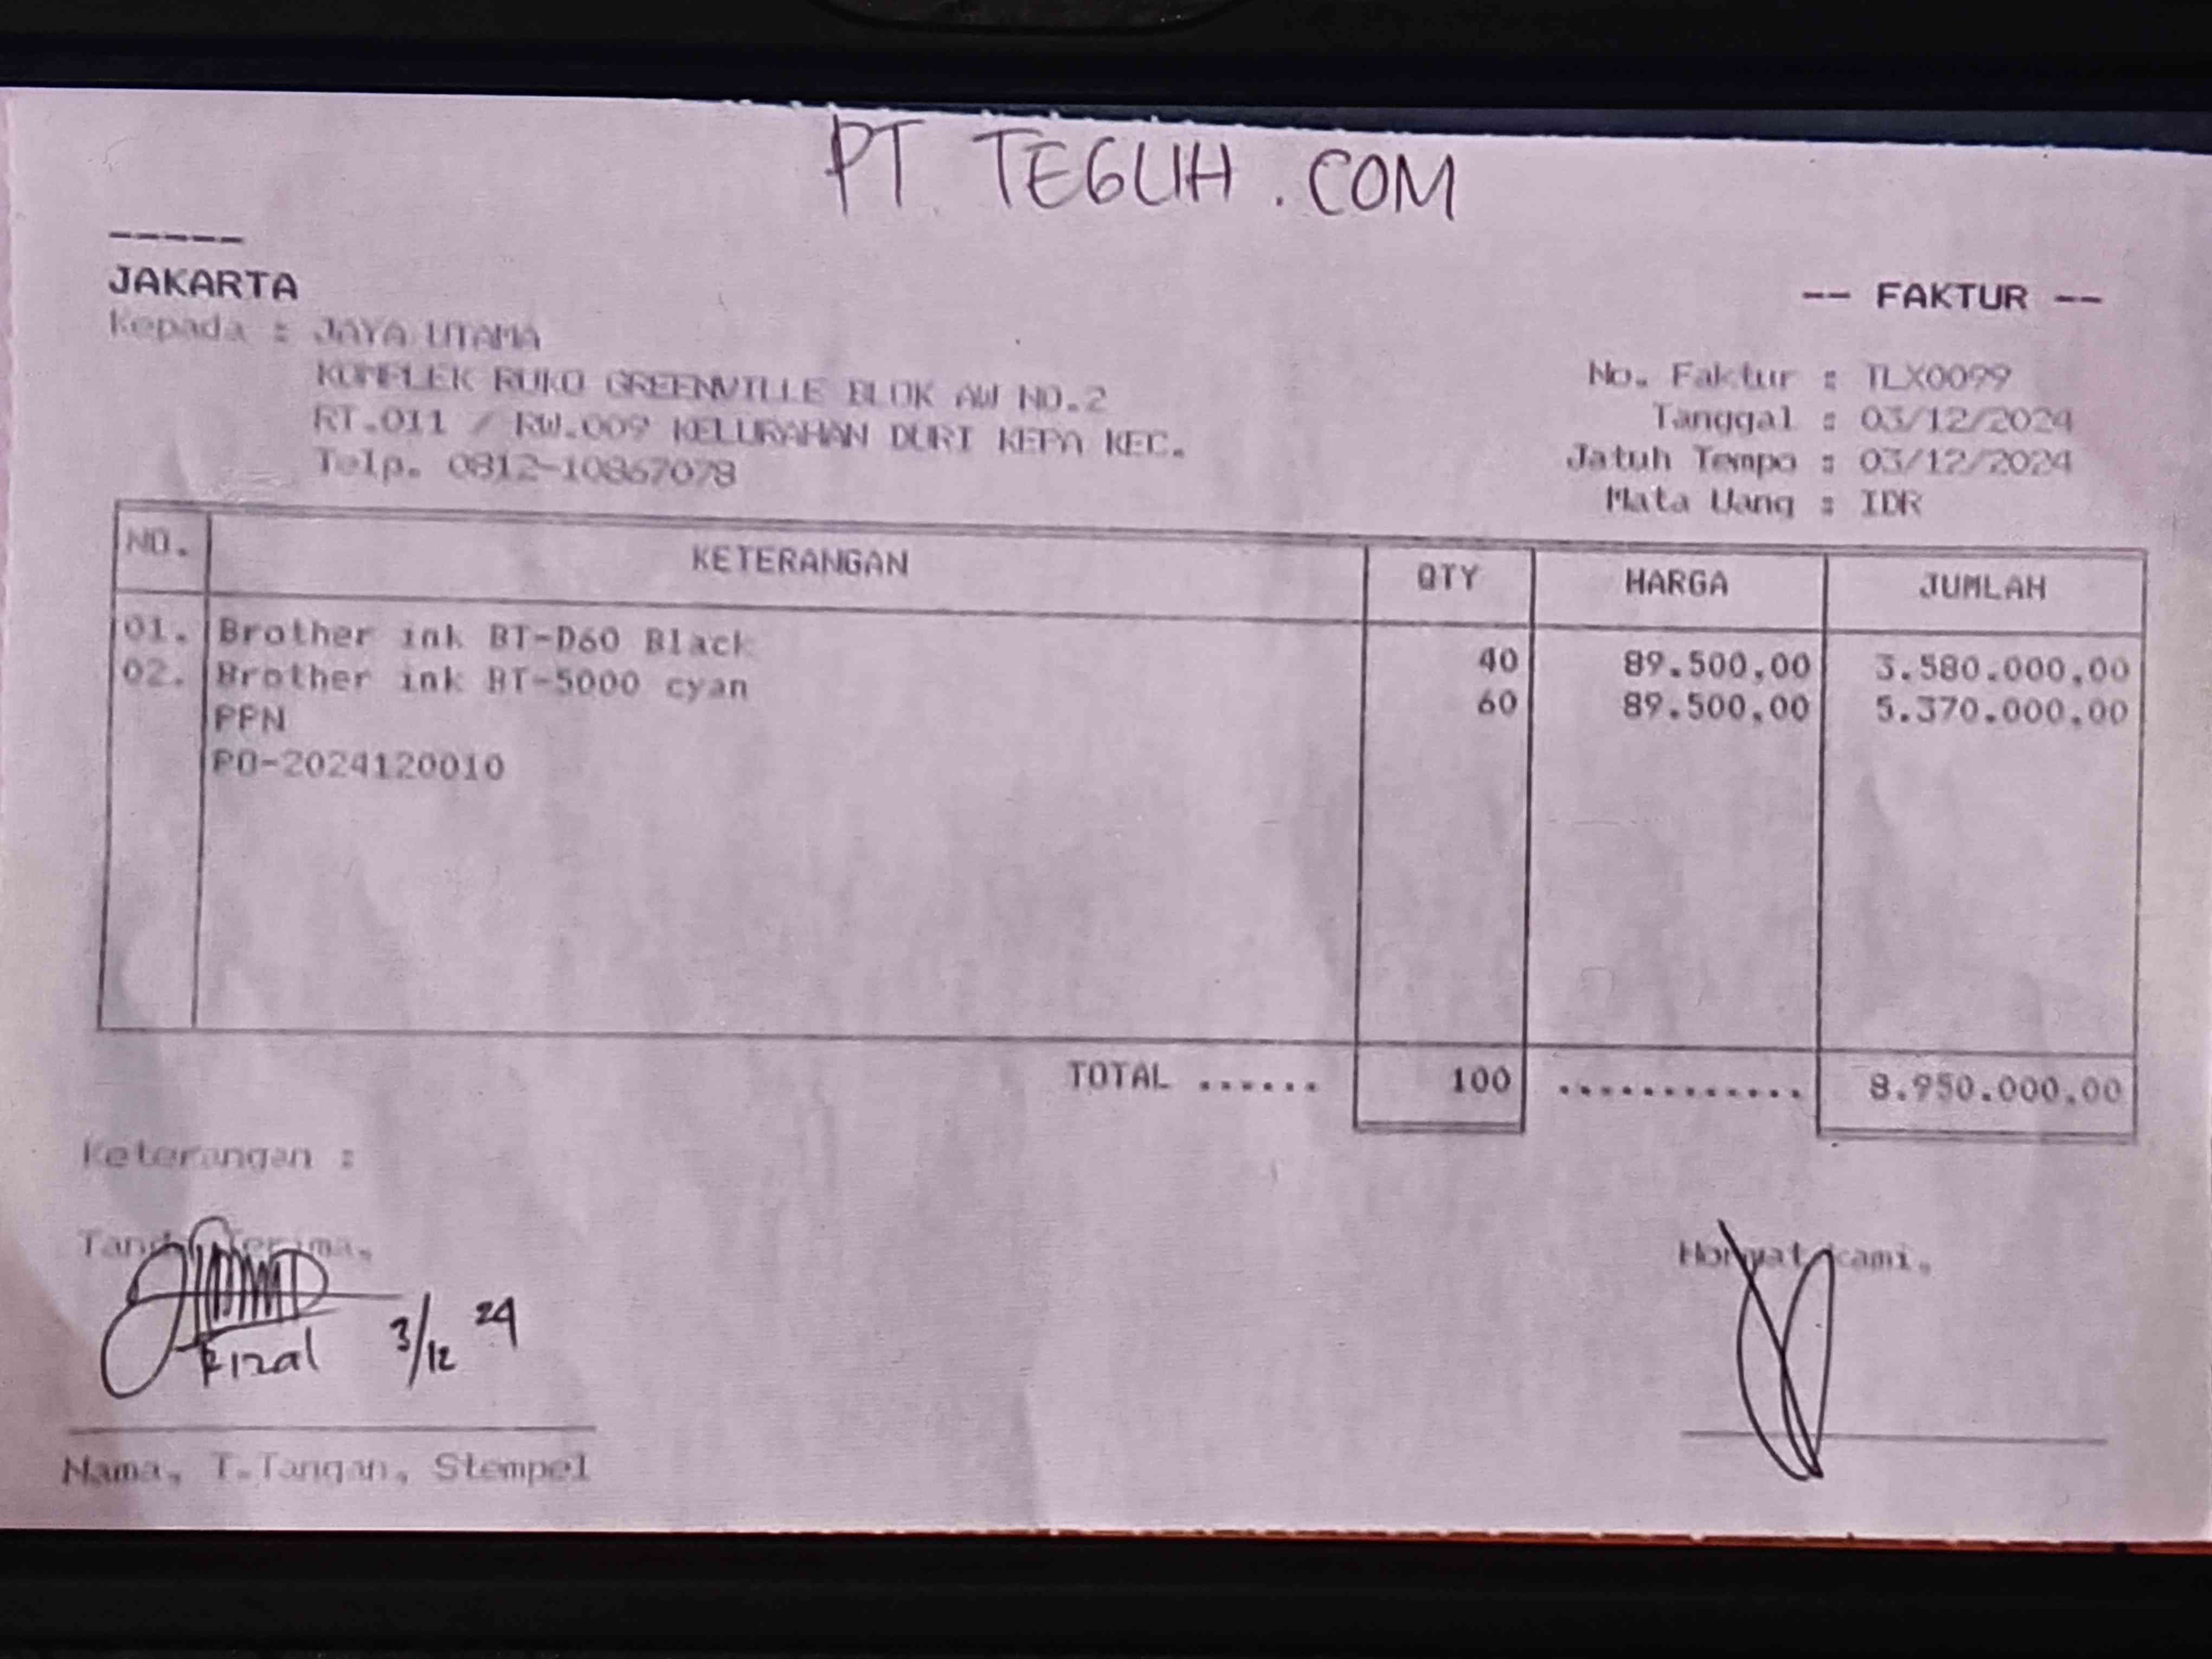 PT TEGUH.COM
-----
JAKARTA
-- FAKTUR --
Kepada : JAYA UTAMA
KOMPLEK RUKO GREENVILLE BLOK AW NO.2
RT.011 / RW.009 KELURAHAN DURI KEPA KEC.
Telp. 0812-10867078
No. Faktur : TLX0099
Tanggal : 03/12/2024
Jatuh Tempo : 03/12/2024
Mata Uang : IDR
NO. KETERANGAN QTY HARGA JUMLAH
01. Brother ink BT-D60 Black 40 89.500,00 3.580.000,00
02. Brother ink BT-5000 cyan 60 89.500,00 5.370.000,00
PPN
PO-2024120010
TOTAL ...... 100 ............ 8.950.000,00
Keterangan :
Tanda Terima,
Hormat kami,
Rizal 3/12 24
Nama, T.Tangan, Stempel